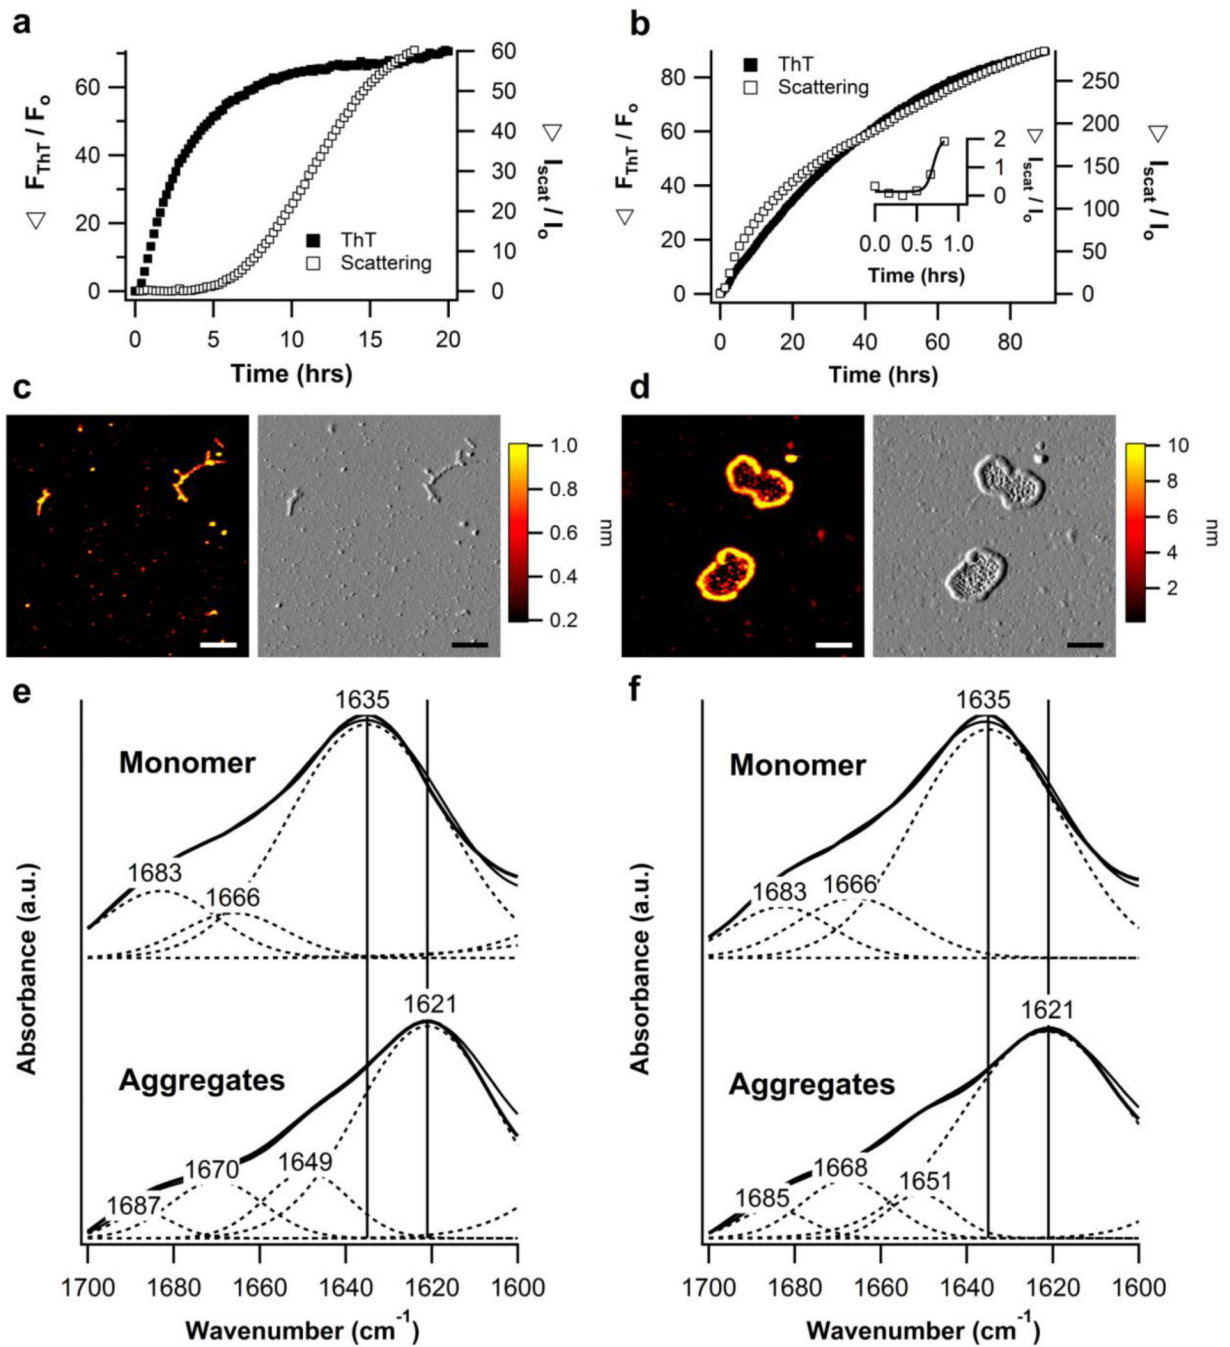 a
60
40
20
0
▽ F_ThT / F_o
60
50
40
30
20
10
0
▽ I_scat / I_o
ThT
Scattering
0 5 10 15 20
Time (hrs)
b
80
60
40
20
0
▽ F_ThT / F_o
ThT
Scattering
2
1
0
▽ I_scat / I_o
0.0 0.5 1.0
Time (hrs)
250
200
150
100
50
0
▽ I_scat / I_o
0 20 40 60 80
Time (hrs)
c
1.0
0.8
0.6
0.4
0.2
nm
d
10
8
6
4
2
nm
e
1635
Monomer
1683
1666
1621
Aggregates
1670
1649
1687
Absorbance (a.u.)
1700 1680 1660 1640 1620 1600
Wavenumber (cm⁻¹)
f
1635
Monomer
1683
1666
1621
Aggregates
1668
1651
1685
Absorbance (a.u.)
1700 1680 1660 1640 1620 1600
Wavenumber (cm⁻¹)